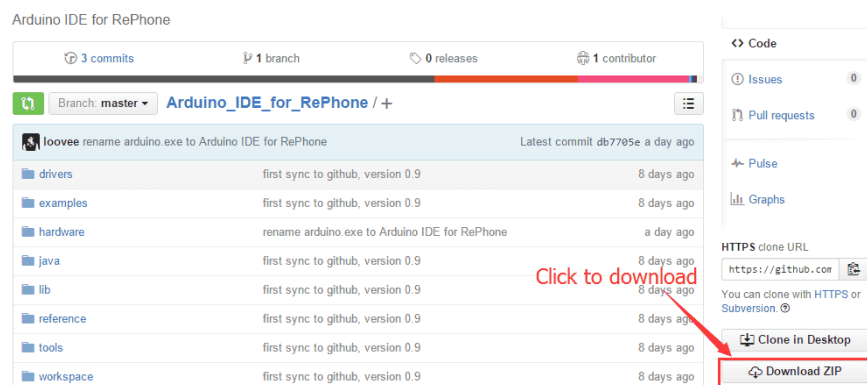 Arduino IDE for RePhone
3 commits 1 branch 0 releases 1 contributor
Branch: master Arduino_IDE_for_RePhone / +
loovee rename arduino.exe to Arduino IDE for RePhone Latest commit db7705e a day ago
drivers first sync to github, version 0.9 8 days ago
examples first sync to github, version 0.9 8 days ago
hardware rename arduino.exe to Arduino IDE for RePhone a day ago
java first sync to github, version 0.9 8 days ago
lib first sync to github, version 0.9 8 days ago
reference first sync to github, version 0.9 8 days ago
tools first sync to github, version 0.9 8 days ago
workspace first sync to github, version 0.9 8 days ago
Click to download
Code
Issues 0
Pull requests 0
Pulse
Graphs
HTTPS clone URL
https://github.com
You can clone with HTTPS or
Subversion.
Clone in Desktop
Download ZIP